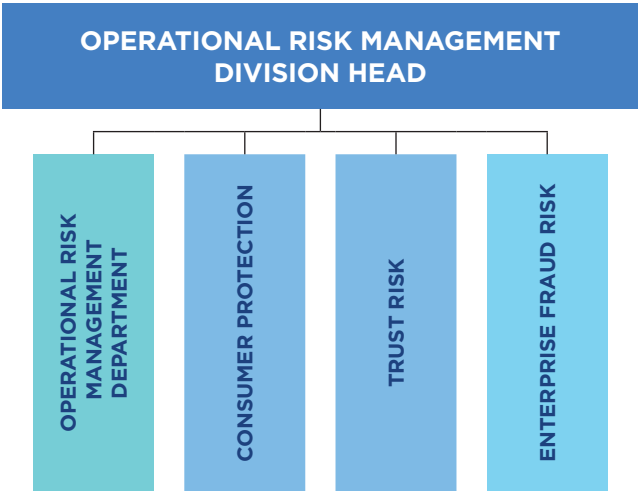 OPERATIONAL RISK MANAGEMENT
DIVISION HEAD
OPERATIONAL RISK
MANAGEMENT
DEPARTMENT
CONSUMER PROTECTION
TRUST RISK
ENTERPRISE FRAUD RISK